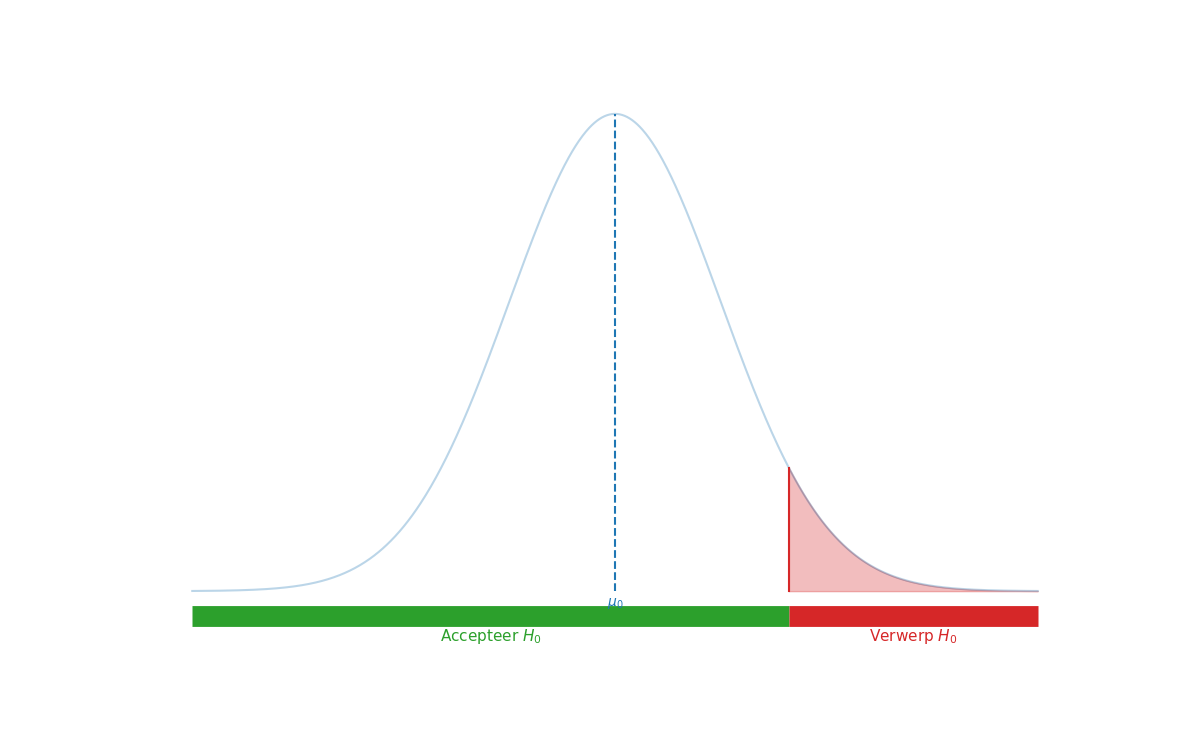 μ₀
Accepteer H₀
Verwerp H₀